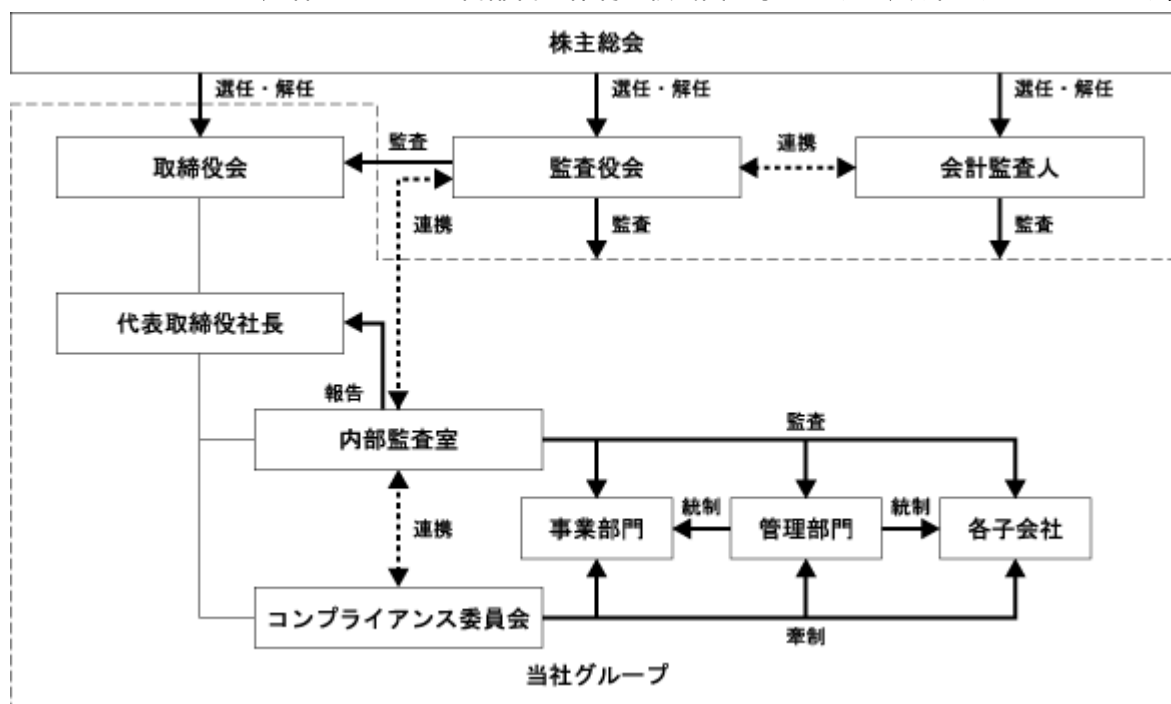 株主総会
選任・解任
選任・解任
選任・解任
取締役会
監査
監査役会
連携
会計監査人
連携
監査
監査
代表取締役社長
報告
内部監査室
監査
事業部門
統制
管理部門
統制
各子会社
連携
コンプライアンス委員会
牽制
当社グループ